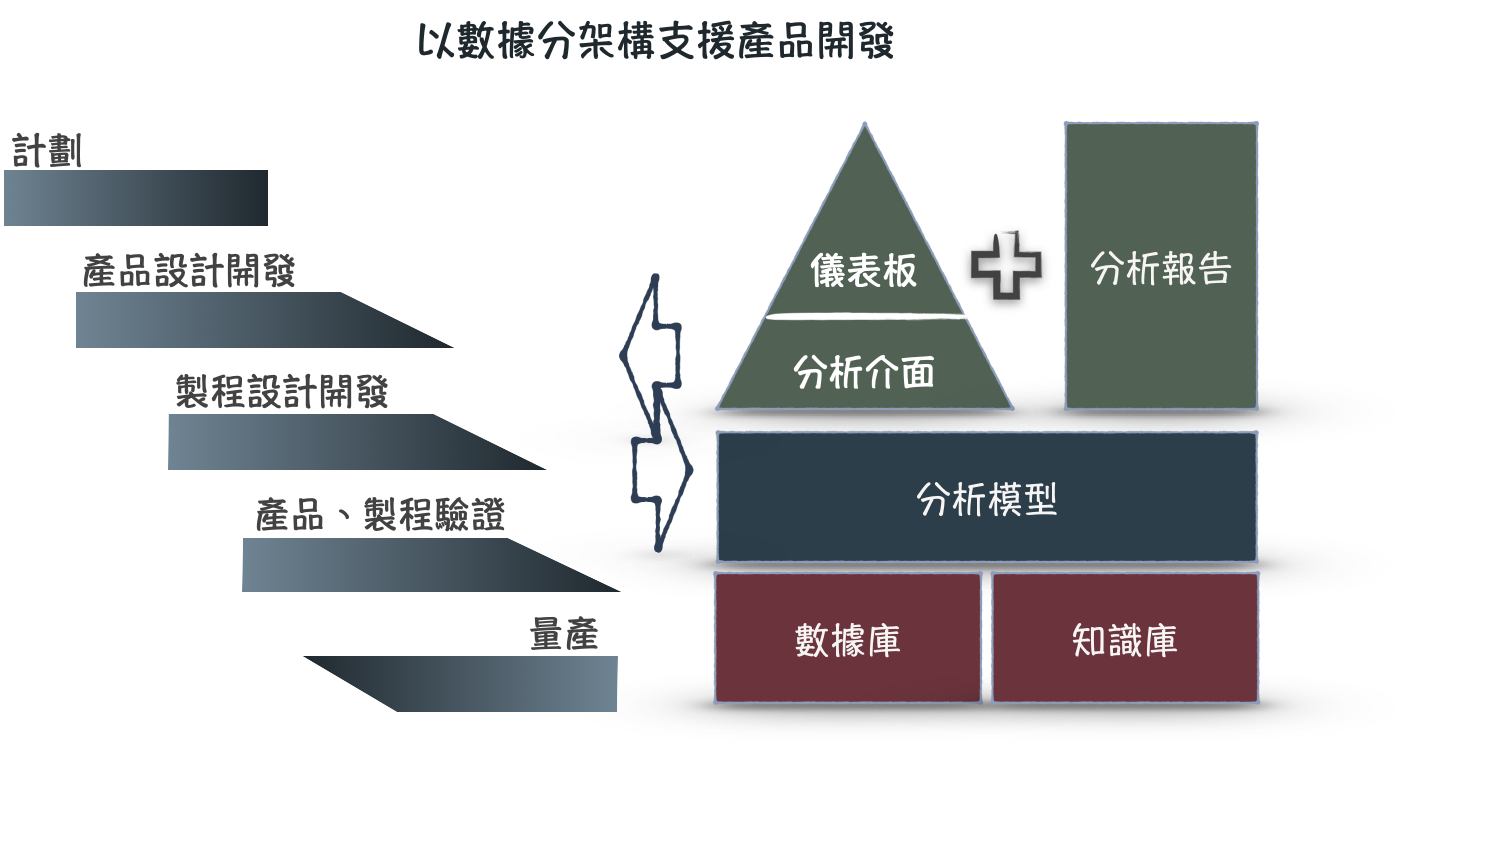 以數據分架構支援產品開發
計劃
產品設計開發
製程設計開發
產品、製程驗證
量產
儀表板
分析介面
分析報告
分析模型
數據庫
知識庫